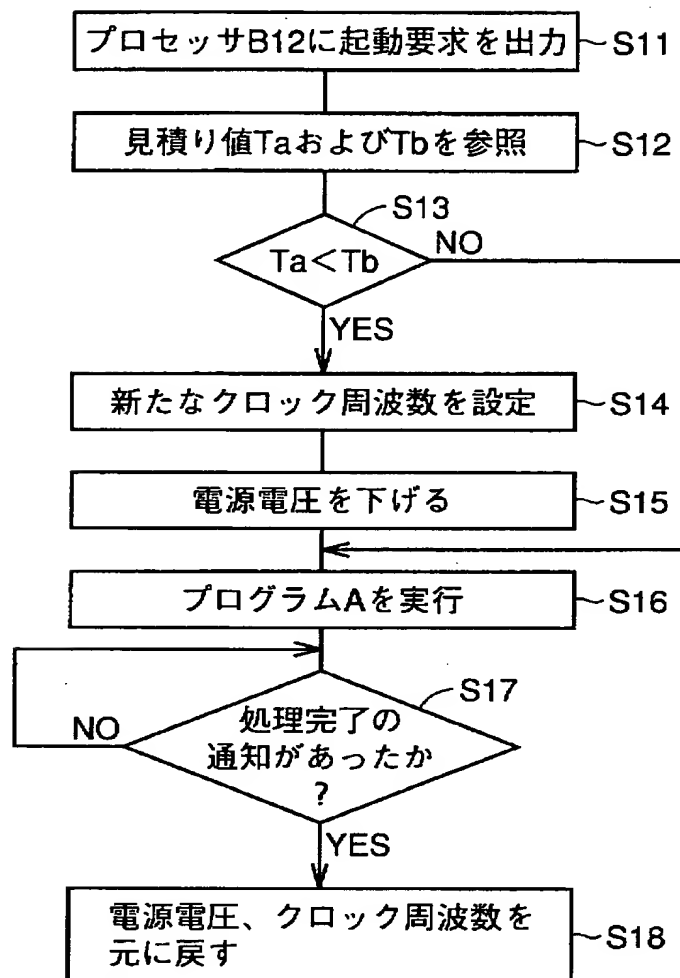 プロセッサB12に起動要求を出力
S11
見積り値TaおよびTbを参照
S12
S13
Ta<Tb
NO
YES
新たなクロック周波数を設定
S14
電源電圧を下げる
S15
プログラムAを実行
S16
S17
処理完了の
通知があったか
?
NO
YES
電源電圧、クロック周波数を
元に戻す
S18